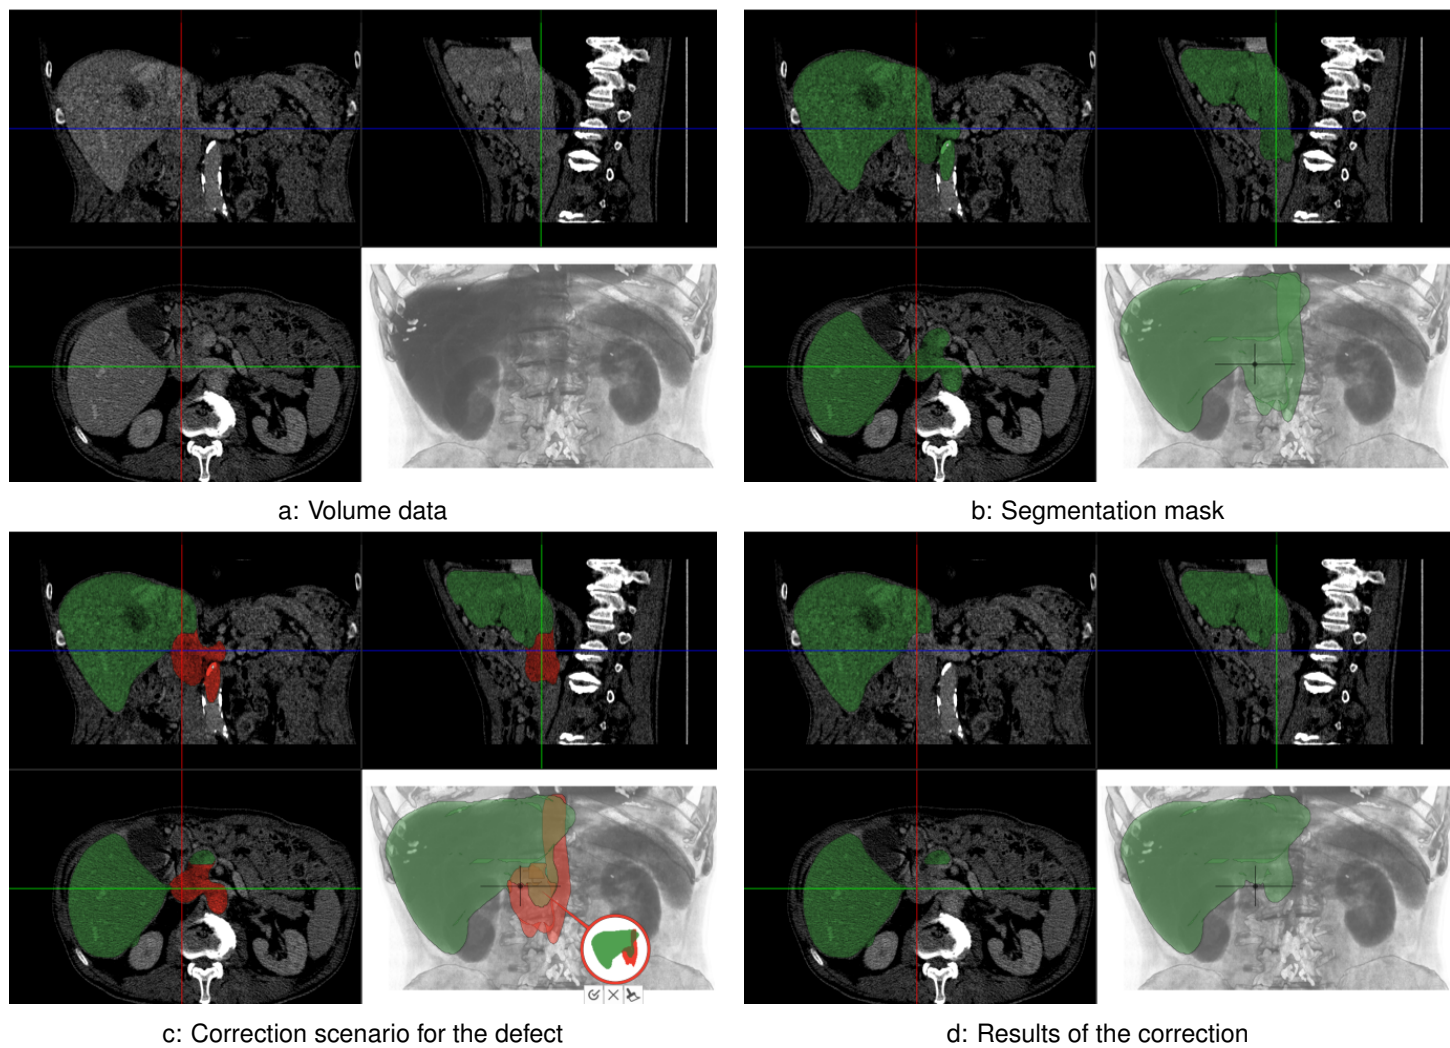 a: Volume data
b: Segmentation mask
c: Correction scenario for the defect
d: Results of the correction